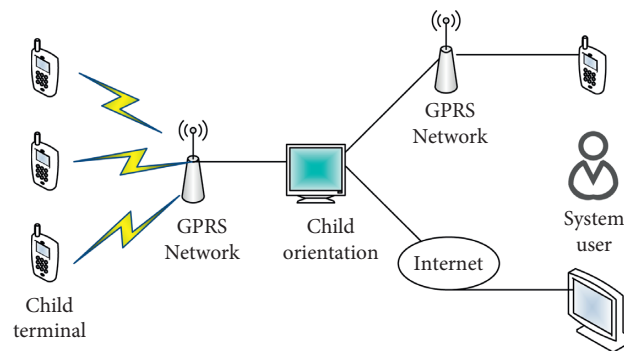 GPRS
Network
GPRS
Network
Child
orientation
System
user
Internet
Child
terminal